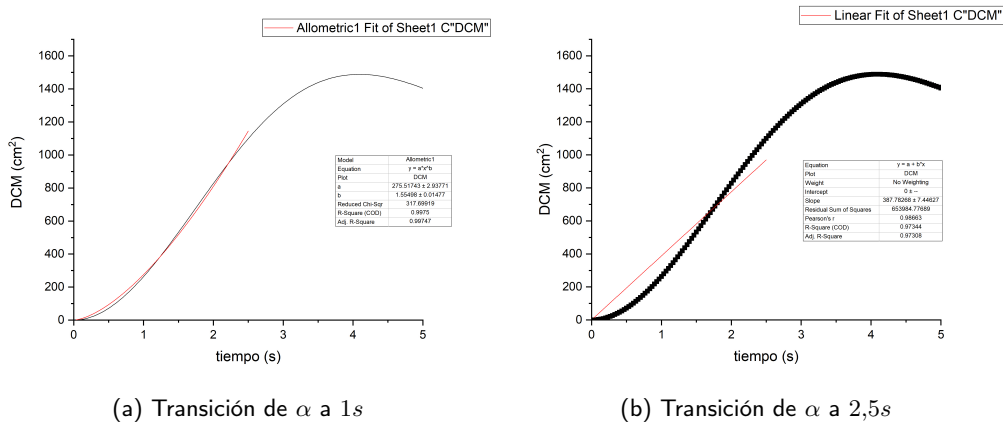 Allometric1 Fit of Sheet1 C"DCM"
1600
1400
1200
1000
800
600
400
200
0
DCM (cm²)
0 1 2 3 4 5
tiempo (s)
Model Allometric1
Equation y = a*x^b
Plot DCM
a 275.51743 ± 2.93771
b 1.55498 ± 0.01477
Reduced Chi-Sqr 317.69919
R-Square (COD) 0.9975
Adj. R-Square 0.99747
(a) Transición de α a 1s
Linear Fit of Sheet1 C"DCM"
1600
1400
1200
1000
800
600
400
200
0
DCM (cm²)
0 1 2 3 4 5
tiempo (s)
Equation y = a + b*x
Plot DCM
Weight No Weighting
Intercept 0 ± --
Slope 387.78268 ± 7.44627
Residual Sum of Squares 653984.77689
Pearson's r 0.98663
R-Square (COD) 0.97344
Adj. R-Square 0.97308
(b) Transición de α a 2,5s